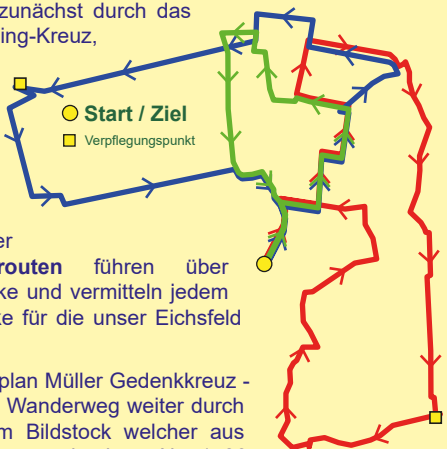 zunächst durch das
ing-Kreuz,
Start / Ziel
Verpflegungspunkt
er
routen führen über
ke und vermitteln jedem
ke für die unser Eichsfeld
plan Müller Gedenkkreuz -
Wanderweg weiter durch
m Bildstock welcher aus